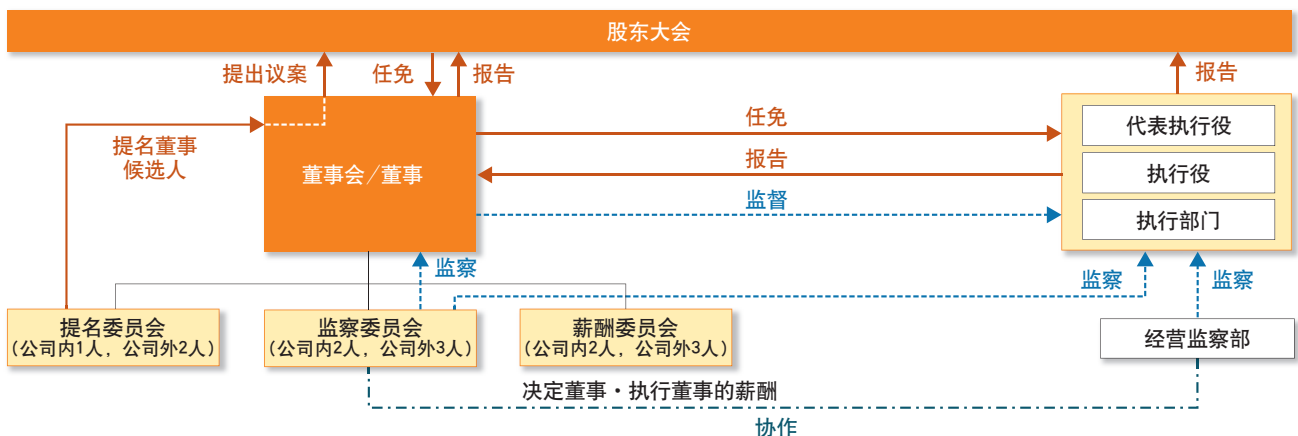 股东大会
提出议案
任免
报告
报告
提名董事
候选人
董事会/董事
任免
报告
监督
代表执行役
执行役
执行部门
监察
监察
监察
提名委员会
(公司内1人，公司外2人)
监察委员会
(公司内2人，公司外3人)
薪酬委员会
(公司内2人，公司外3人)
经营监察部
决定董事・执行董事的薪酬
协作